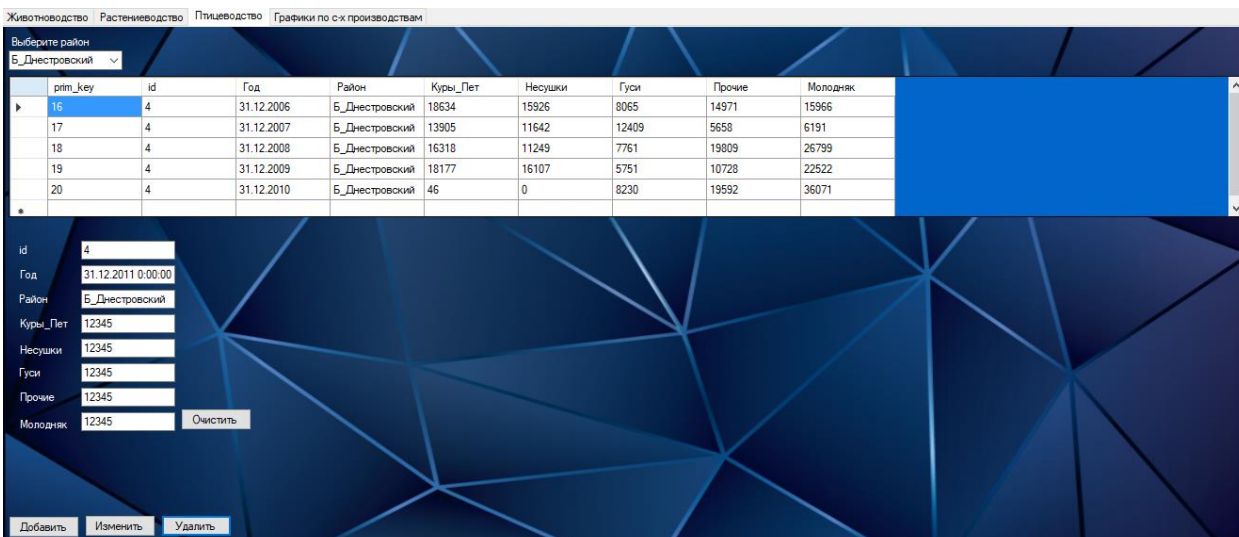 Животноводство Растениеводство Птицеводство Графики по с-х производствам
Выберите район
Б_Днестровский
prim_key id Год Район Куры_Пет Несушки Гуси Прочие Молодняк
16 4 31.12.2006 Б_Днестровский 18634 15926 8065 14971 15966
17 4 31.12.2007 Б_Днестровский 13905 11642 12409 5658 6191
18 4 31.12.2008 Б_Днестровский 16318 11249 7761 19809 26799
19 4 31.12.2009 Б_Днестровский 18177 16107 5751 10728 22522
20 4 31.12.2010 Б_Днестровский 46 0 8230 19592 36071
id 4
Год 31.12.2011 0:00:00
Район Б_Днестровский
Куры_Пет 12345
Несушки 12345
Гуси 12345
Прочие 12345
Молодняк 12345 Очистить
Добавить Изменить Удалить